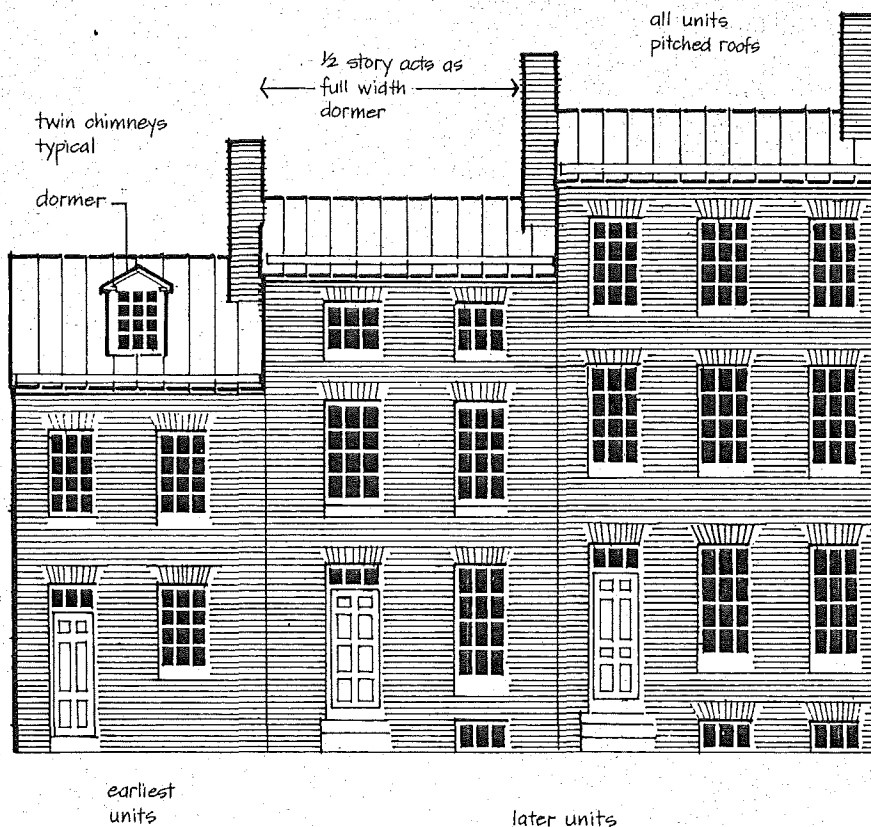 all units
pitched roofs
½ story acts as
full width
dormer
twin chimneys
typical
dormer
earliest
units
later units